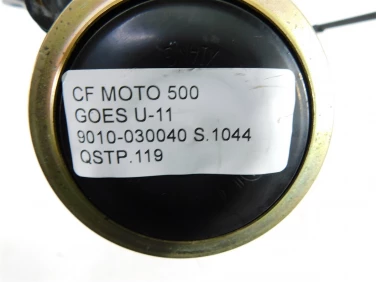 CF MOTO 500
GOES U-11
9010-030040 S.1044
QSTP.119